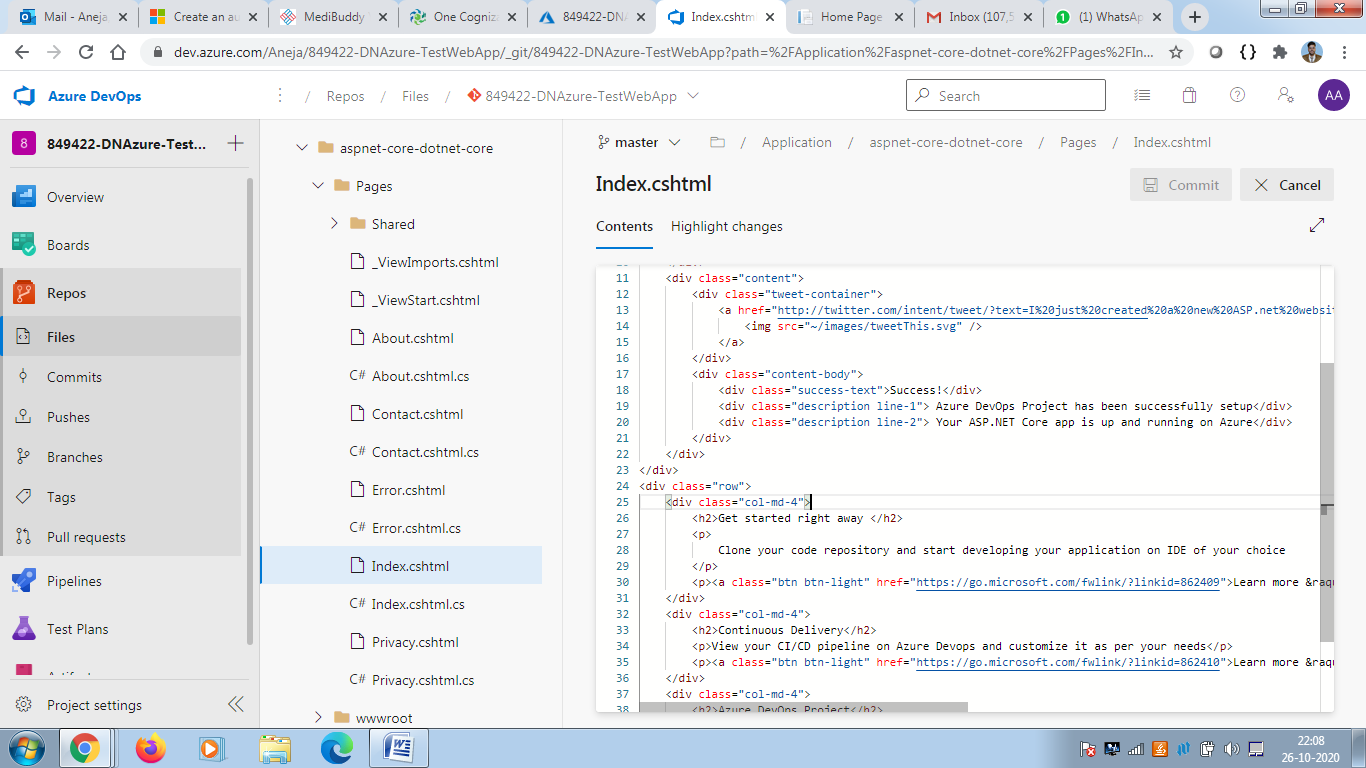 Mail - Aneja,
Create an au
MediBuddy
One Cogniza
849422-DNA
Index.cshtm
Home Page
Inbox (107,5
(1) WhatsAp
dev.azure.com/Aneja/849422-DNAzure-TestWebApp/_git/849422-DNAzure-TestWebApp?path=%2FApplication%2Faspnet-core-dotnet-core%2FPages%2FIn...
Azure DevOps
/ Repos / Files / 849422-DNAzure-TestWebApp
Search
AA
8 849422-DNAzure-Test...
Overview
Boards
Repos
Files
Commits
Pushes
Branches
Tags
Pull requests
Pipelines
Test Plans
Project settings
aspnet-core-dotnet-core
Pages
Shared
_ViewImports.cshtml
_ViewStart.cshtml
About.cshtml
C# About.cshtml.cs
Contact.cshtml
C# Contact.cshtml.cs
Error.cshtml
C# Error.cshtml.cs
Index.cshtml
C# Index.cshtml.cs
Privacy.cshtml
C# Privacy.cshtml.cs
wwwroot
master / Application / aspnet-core-dotnet-core / Pages / Index.cshtml
Index.cshtml
Commit
Cancel
Contents
Highlight changes
11 <div class="content">
12 <div class="tweet-container">
13 <a href="http://twitter.com/intent/tweet/?text=I%20just%20created%20a%20new%20ASP.net%20websit
14 <img src="~/images/tweetThis.svg" />
15 </a>
16 </div>
17 <div class="content-body">
18 <div class="success-text">Success!</div>
19 <div class="description line-1"> Azure DevOps Project has been successfully setup</div>
20 <div class="description line-2"> Your ASP.NET Core app is up and running on Azure</div>
21 </div>
22 </div>
23 </div>
24 <div class="row">
25 <div class="col-md-4">
26 <h2>Get started right away </h2>
27 <p>
28 Clone your code repository and start developing your application on IDE of your choice
29 </p>
30 <p><a class="btn btn-light" href="https://go.microsoft.com/fwlink/?linkid=862409">Learn more &raqu
31 </div>
32 <div class="col-md-4">
33 <h2>Continuous Delivery</h2>
34 <p>View your CI/CD pipeline on Azure Devops and customize it as per your needs</p>
35 <p><a class="btn btn-light" href="https://go.microsoft.com/fwlink/?linkid=862410">Learn more &raqu
36 </div>
37 <div class="col-md-4">
38 <h2>Azure DevOps Project</h2>
22:08
26-10-2020